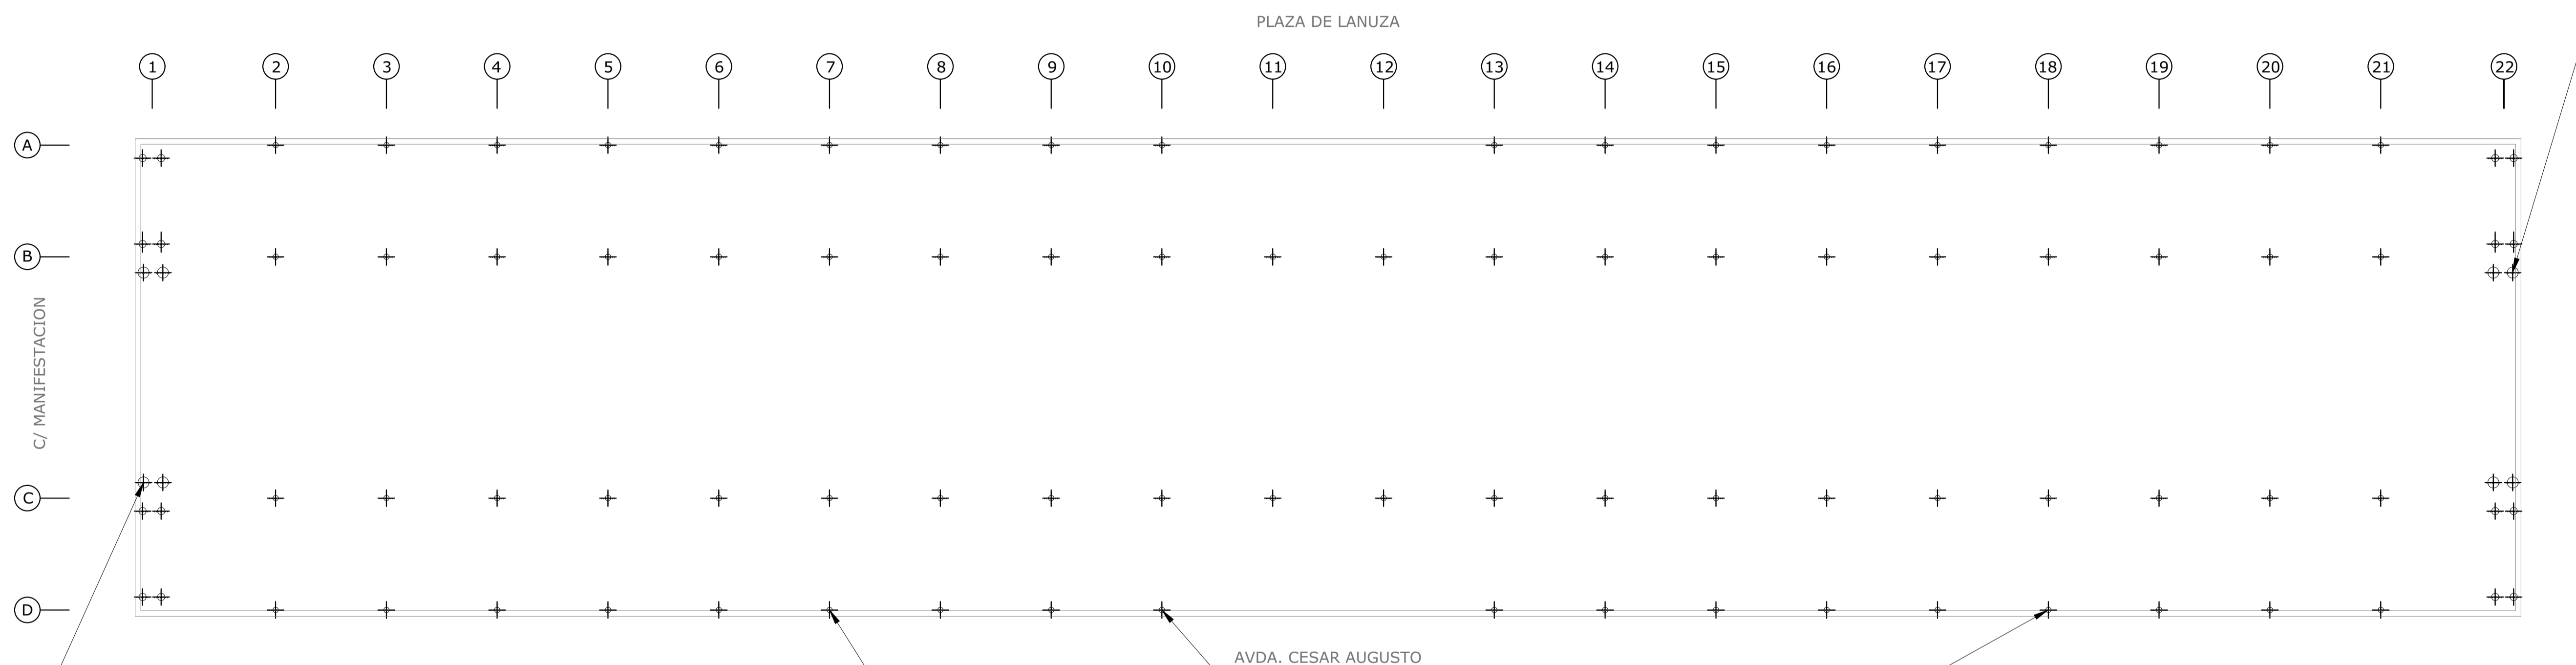 PLAZA DE LANUZA
1 2 3 4 5 6 7 8 9 10 11 12 13 14 15 16 17 18 19 20 21 22
A
B
C/ MANIFESTACION
C
D
AVDA. CESAR AUGUSTO